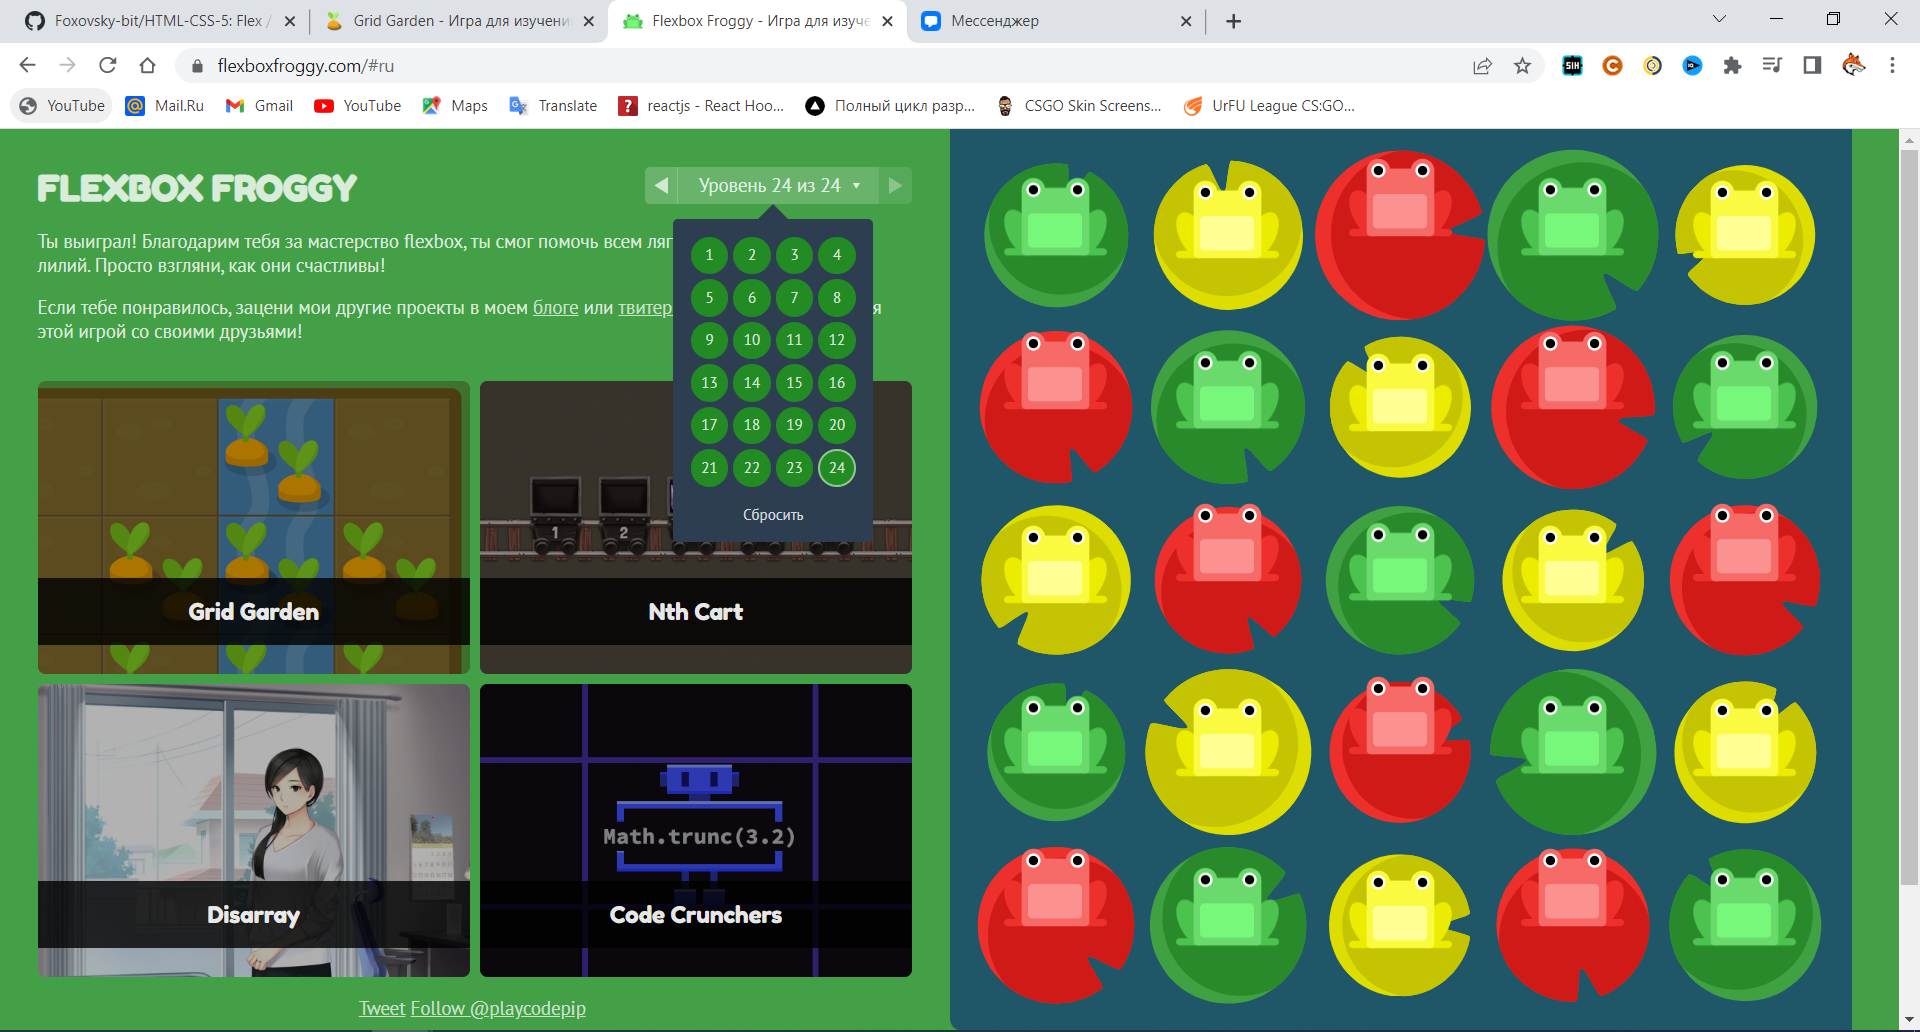 Foxovsky-bit/HTML-CSS-5: Flex /
Grid Garden - Игра для изучени
Flexbox Froggy - Игра для изуче
Мессенджер
flexboxfroggy.com/#ru
SIH
YouTube
Mail.Ru
Gmail
YouTube
Maps
Translate
reactjs - React Hoo...
Полный цикл разр...
CSGO Skin Screens...
UrFU League CS:GO...
FLEXBOX FROGGY
Уровень 24 из 24
Ты выиграл! Благодарим тебя за мастерство flexbox, ты смог помочь всем ляг
лилий. Просто взгляни, как они счастливы!
Если тебе понравилось, зацени мои другие проекты в моем блоге или твитер я
этой игрой со своими друзьями!
1 2 3 4
5 6 7 8
9 10 11 12
13 14 15 16
17 18 19 20
21 22 23 24
Сбросить
1 2
Grid Garden
Nth Cart
Math.trunc(3.2)
Disarray
Code Crunchers
Tweet Follow @playcodepip